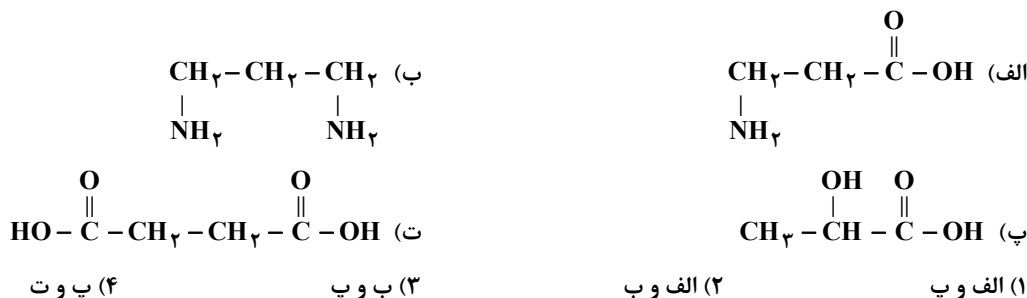 الف) CH۲–CH۲–C(=O)–OH
NH۲
ب) CH۲–CH۲–CH۲
NH۲ NH۲
پ) CH۳–CH(OH)–C(=O)–OH
ت) HO–C(=O)–CH۲–CH۲–C(=O)–OH
۱) الف و پ ۲) الف و ب ۳) ب و پ ۴) پ و ت